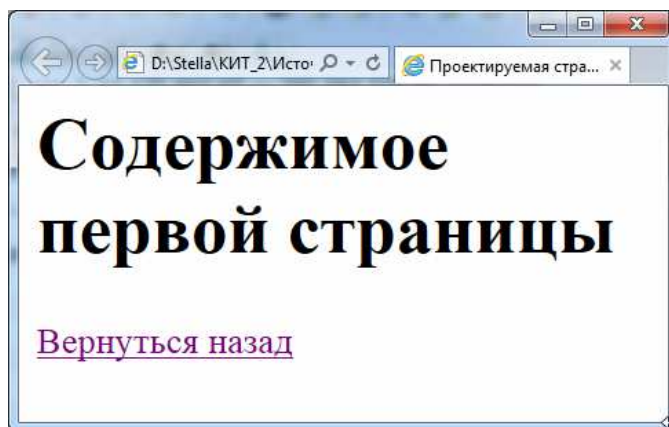 D:\Stella\КИТ_2\Исто
Проектируемая стра...
Содержимое
первой страницы
Вернуться назад